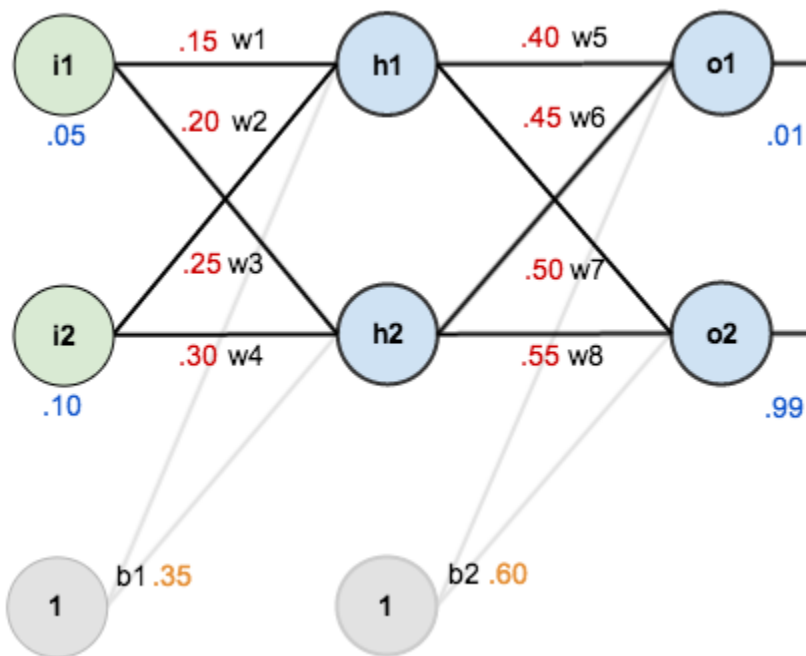 .15 w1
.40 w5
i1
h1
o1
.20 w2
.45 w6
.05
.01
.25 w3
.50 w7
i2
h2
o2
.30 w4
.55 w8
.10
.99
b1 .35
b2 .60
1
1